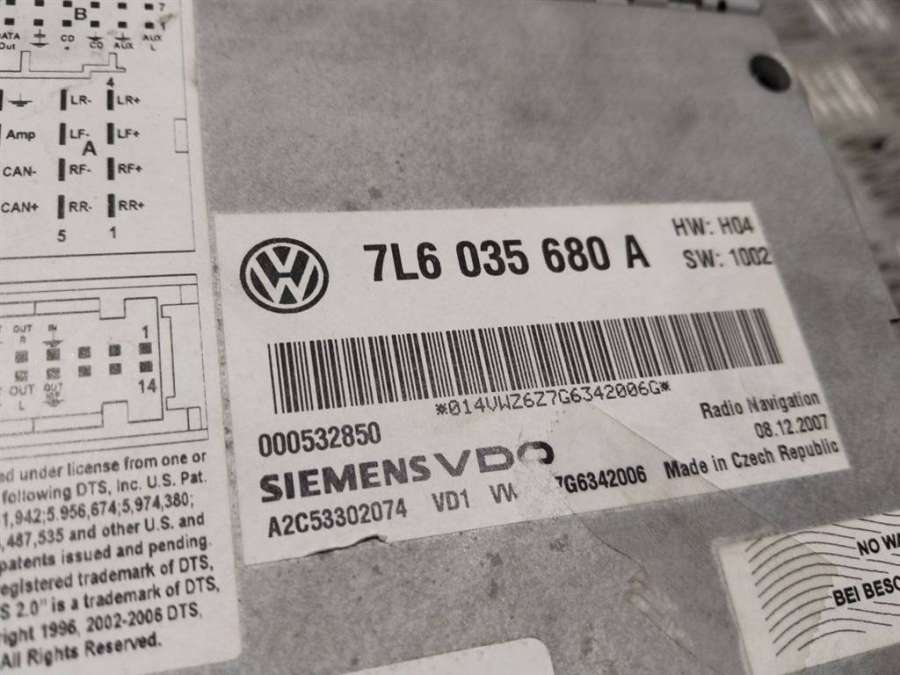 B
7
1
DATA CD CD AUX AUX
Out + L
4
LR- LR+
Amp LF- LF+
A
CAN- RF- RF+
CAN+ RR- RR+
5 1
OUT IN
R
1
OUT OUT
L
14
ed under license from one or
following DTS, Inc. U.S. Pat.
1,942; 5.956,674; 5,974,380;
,487,535 and other U.S. and
patents issued and pending.
registered trademark of DTS,
S 2.0" is a trademark of DTS,
right 1996, 2002-2006 DTS,
All Rights Reserved.
7L6 035 680 A
HW: H04
SW: 1002
*014VWZ6Z7G6342006G*
000532850
Radio Navigation
08.12.2007
SIEMENS VDO
Made in Czech Republic
A2C53302074 VD1 VW 7G6342006
NO WA
BEI BESC